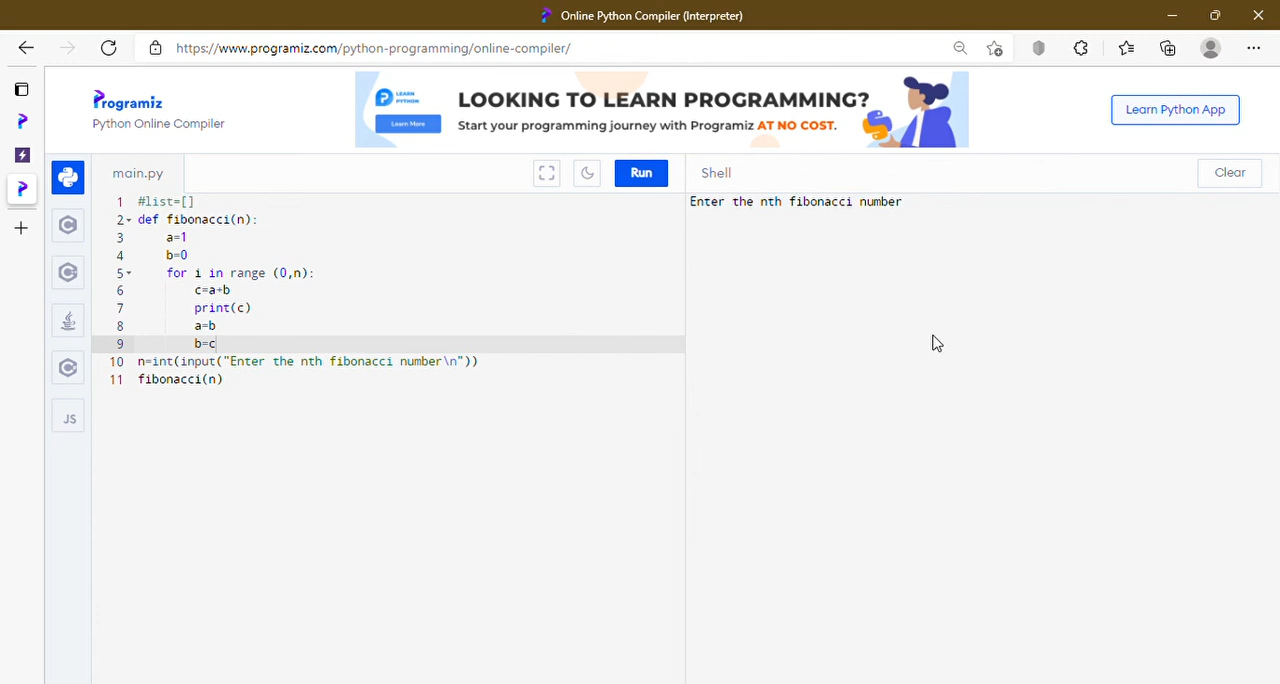 Online Python Compiler (Interpreter)
https://www.programiz.com/python-programming/online-compiler/
Programiz
Python Online Compiler
LEARN
PYTHON
Learn More
LOOKING TO LEARN PROGRAMMING?
Start your programming journey with Programiz AT NO COST.
Learn Python App
main.py
Run
Shell
Clear
1 #list=[]
2 def fibonacci(n):
3 a=1
4 b=0
5 for i in range (0,n):
6 c=a+b
7 print(c)
8 a=b
9 b=c
10 n=int(input("Enter the nth fibonacci number\n"))
11 fibonacci(n)
Enter the nth fibonacci number
JS